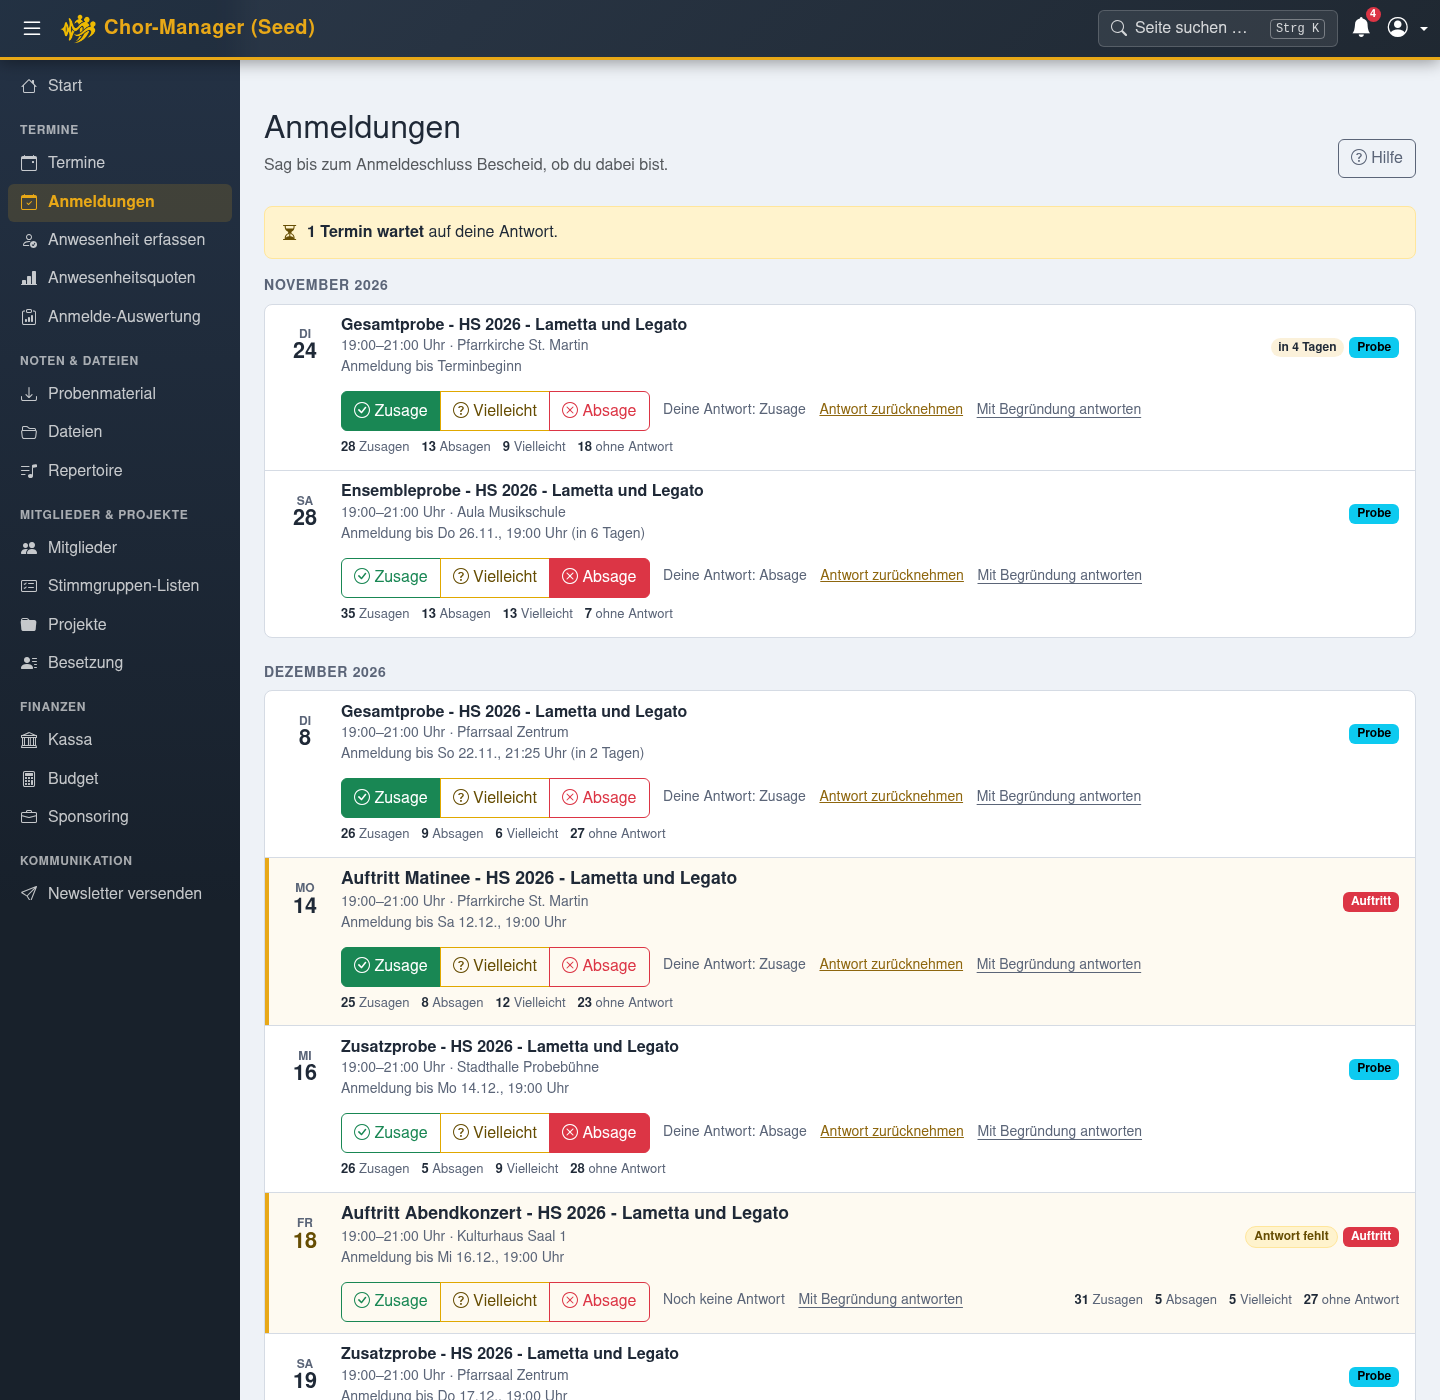 Chor-Manager (Seed)
Seite suchen ...
Strg K
4
Start
TERMINE
Termine
Anmeldungen
Anwesenheit erfassen
Anwesenheitsquoten
Anmelde-Auswertung
NOTEN & DATEIEN
Probenmaterial
Dateien
Repertoire
MITGLIEDER & PROJEKTE
Mitglieder
Stimmgruppen-Listen
Projekte
Besetzung
FINANZEN
Kassa
Budget
Sponsoring
KOMMUNIKATION
Newsletter versenden
Anmeldungen
Sag bis zum Anmeldeschluss Bescheid, ob du dabei bist.
Hilfe
1 Termin wartet auf deine Antwort.
NOVEMBER 2026
DI
24
Gesamtprobe - HS 2026 - Lametta und Legato
19:00–21:00 Uhr · Pfarrkirche St. Martin
Anmeldung bis Terminbeginn
in 4 Tagen Probe
Zusage Vielleicht Absage Deine Antwort: Zusage Antwort zurücknehmen Mit Begründung antworten
28 Zusagen 13 Absagen 9 Vielleicht 18 ohne Antwort
SA
28
Ensembleprobe - HS 2026 - Lametta und Legato
19:00–21:00 Uhr · Aula Musikschule
Anmeldung bis Do 26.11., 19:00 Uhr (in 6 Tagen)
Probe
Zusage Vielleicht Absage Deine Antwort: Absage Antwort zurücknehmen Mit Begründung antworten
35 Zusagen 13 Absagen 13 Vielleicht 7 ohne Antwort
DEZEMBER 2026
DI
8
Gesamtprobe - HS 2026 - Lametta und Legato
19:00–21:00 Uhr · Pfarrsaal Zentrum
Anmeldung bis So 22.11., 21:25 Uhr (in 2 Tagen)
Probe
Zusage Vielleicht Absage Deine Antwort: Zusage Antwort zurücknehmen Mit Begründung antworten
26 Zusagen 9 Absagen 6 Vielleicht 27 ohne Antwort
MO
14
Auftritt Matinee - HS 2026 - Lametta und Legato
19:00–21:00 Uhr · Pfarrkirche St. Martin
Anmeldung bis Sa 12.12., 19:00 Uhr
Auftritt
Zusage Vielleicht Absage Deine Antwort: Zusage Antwort zurücknehmen Mit Begründung antworten
25 Zusagen 8 Absagen 12 Vielleicht 23 ohne Antwort
MI
16
Zusatzprobe - HS 2026 - Lametta und Legato
19:00–21:00 Uhr · Stadthalle Probebühne
Anmeldung bis Mo 14.12., 19:00 Uhr
Probe
Zusage Vielleicht Absage Deine Antwort: Absage Antwort zurücknehmen Mit Begründung antworten
26 Zusagen 5 Absagen 9 Vielleicht 28 ohne Antwort
FR
18
Auftritt Abendkonzert - HS 2026 - Lametta und Legato
19:00–21:00 Uhr · Kulturhaus Saal 1
Anmeldung bis Mi 16.12., 19:00 Uhr
Antwort fehlt Auftritt
Zusage Vielleicht Absage Noch keine Antwort Mit Begründung antworten
31 Zusagen 5 Absagen 5 Vielleicht 27 ohne Antwort
SA
19
Zusatzprobe - HS 2026 - Lametta und Legato
19:00–21:00 Uhr · Pfarrsaal Zentrum
Anmeldung bis Do 17.12., 19:00 Uhr
Probe